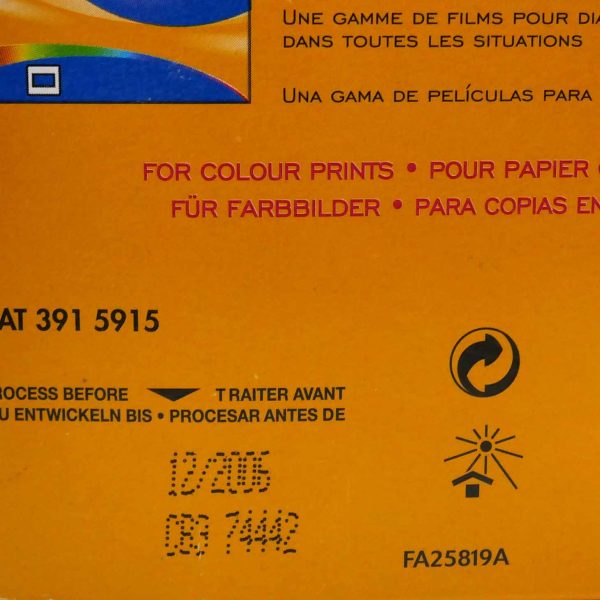 UNE GAMME DE FILMS POUR DIA
DANS TOUTES LES SITUATIONS
UNA GAMA DE PELÍCULAS PARA
FOR COLOUR PRINTS • POUR PAPIER
FÜR FARBBILDER • PARA COPIAS EN
AT 391 5915
ROCESS BEFORE TRAITER AVANT
U ENTWICKELN BIS • PROCESAR ANTES DE
12/2006
083 74442
FA25819A